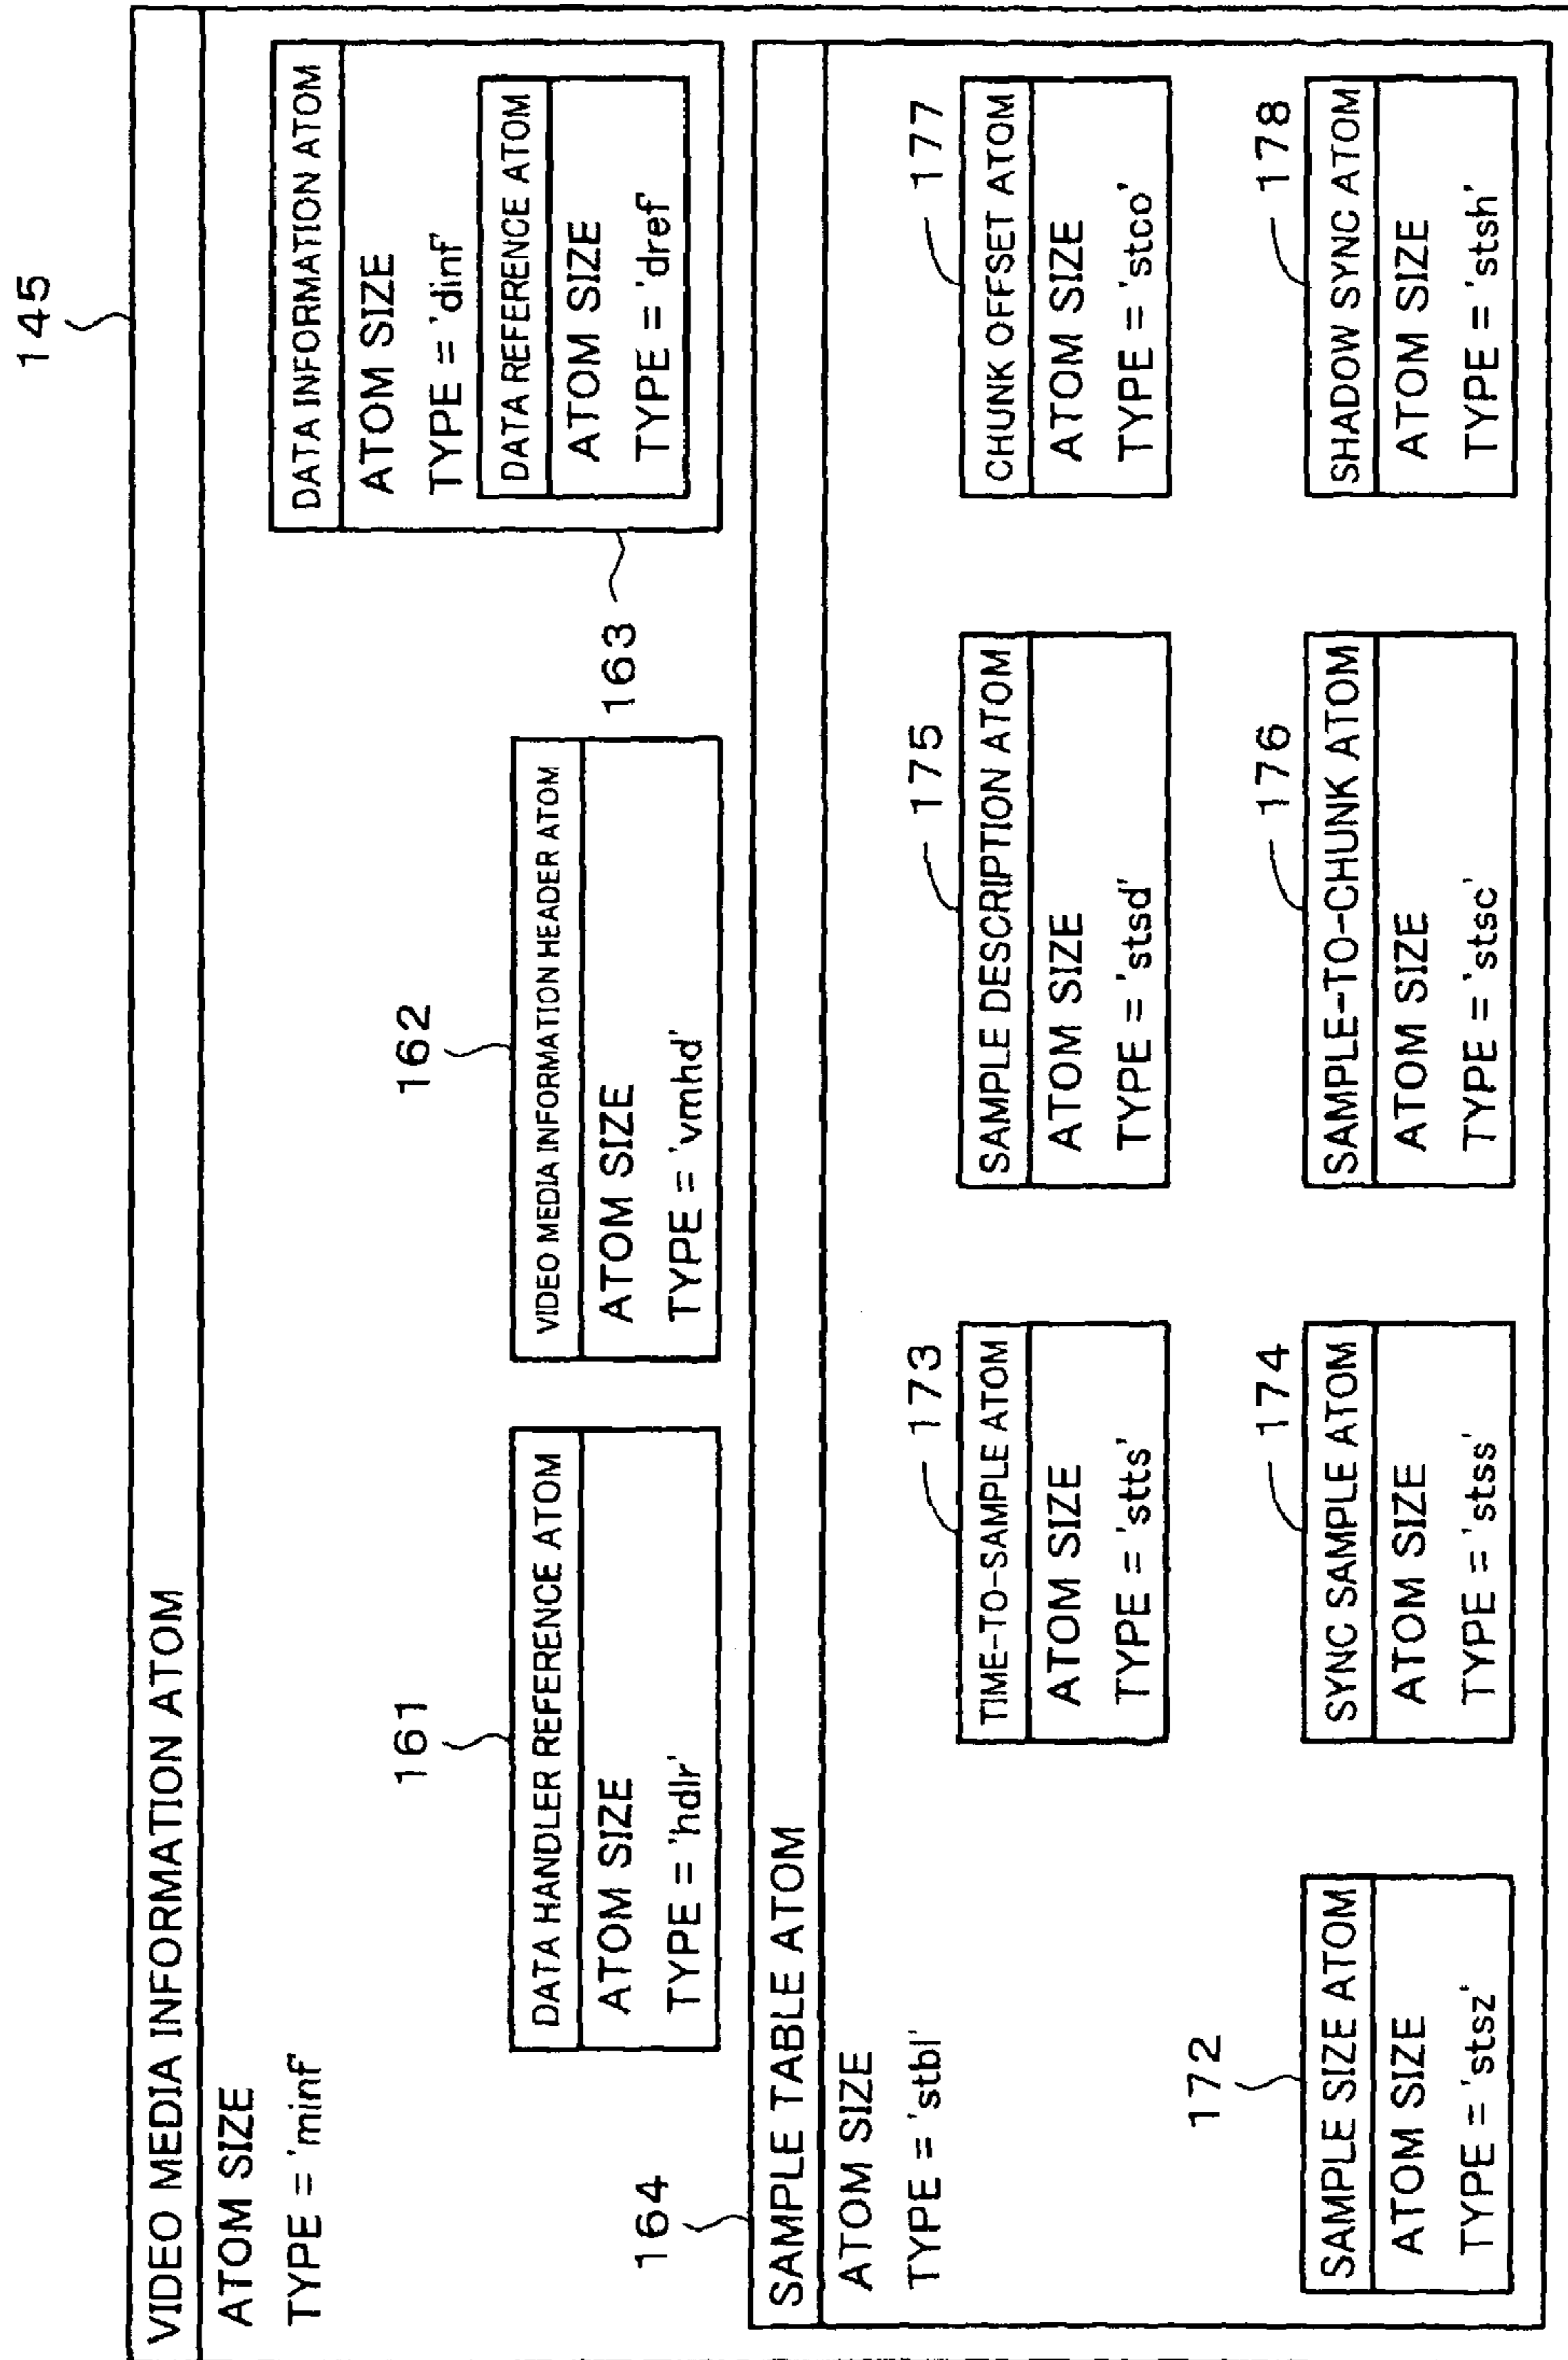 145
VIDEO MEDIA INFORMATION ATOM
ATOM SIZE
TYPE = 'minf'
161
DATA HANDLER REFERENCE ATOM
ATOM SIZE
TYPE = 'hdlr'
162
VIDEO MEDIA INFORMATION HEADER ATOM
ATOM SIZE
TYPE = 'vmhd'
163
DATA INFORMATION ATOM
ATOM SIZE
TYPE = 'dinf'
DATA REFERENCE ATOM
ATOM SIZE
TYPE = 'dref'
164
SAMPLE TABLE ATOM
ATOM SIZE
TYPE = 'stbl'
172
SAMPLE SIZE ATOM
ATOM SIZE
TYPE = 'stsz'
173
TIME-TO-SAMPLE ATOM
ATOM SIZE
TYPE = 'stts'
174
SYNC SAMPLE ATOM
ATOM SIZE
TYPE = 'stss'
175
SAMPLE DESCRIPTION ATOM
ATOM SIZE
TYPE = 'stsd'
176
SAMPLE-TO-CHUNK ATOM
ATOM SIZE
TYPE = 'stsc'
177
CHUNK OFFSET ATOM
ATOM SIZE
TYPE = 'stco'
178
SHADOW SYNC ATOM
ATOM SIZE
TYPE = 'stsh'